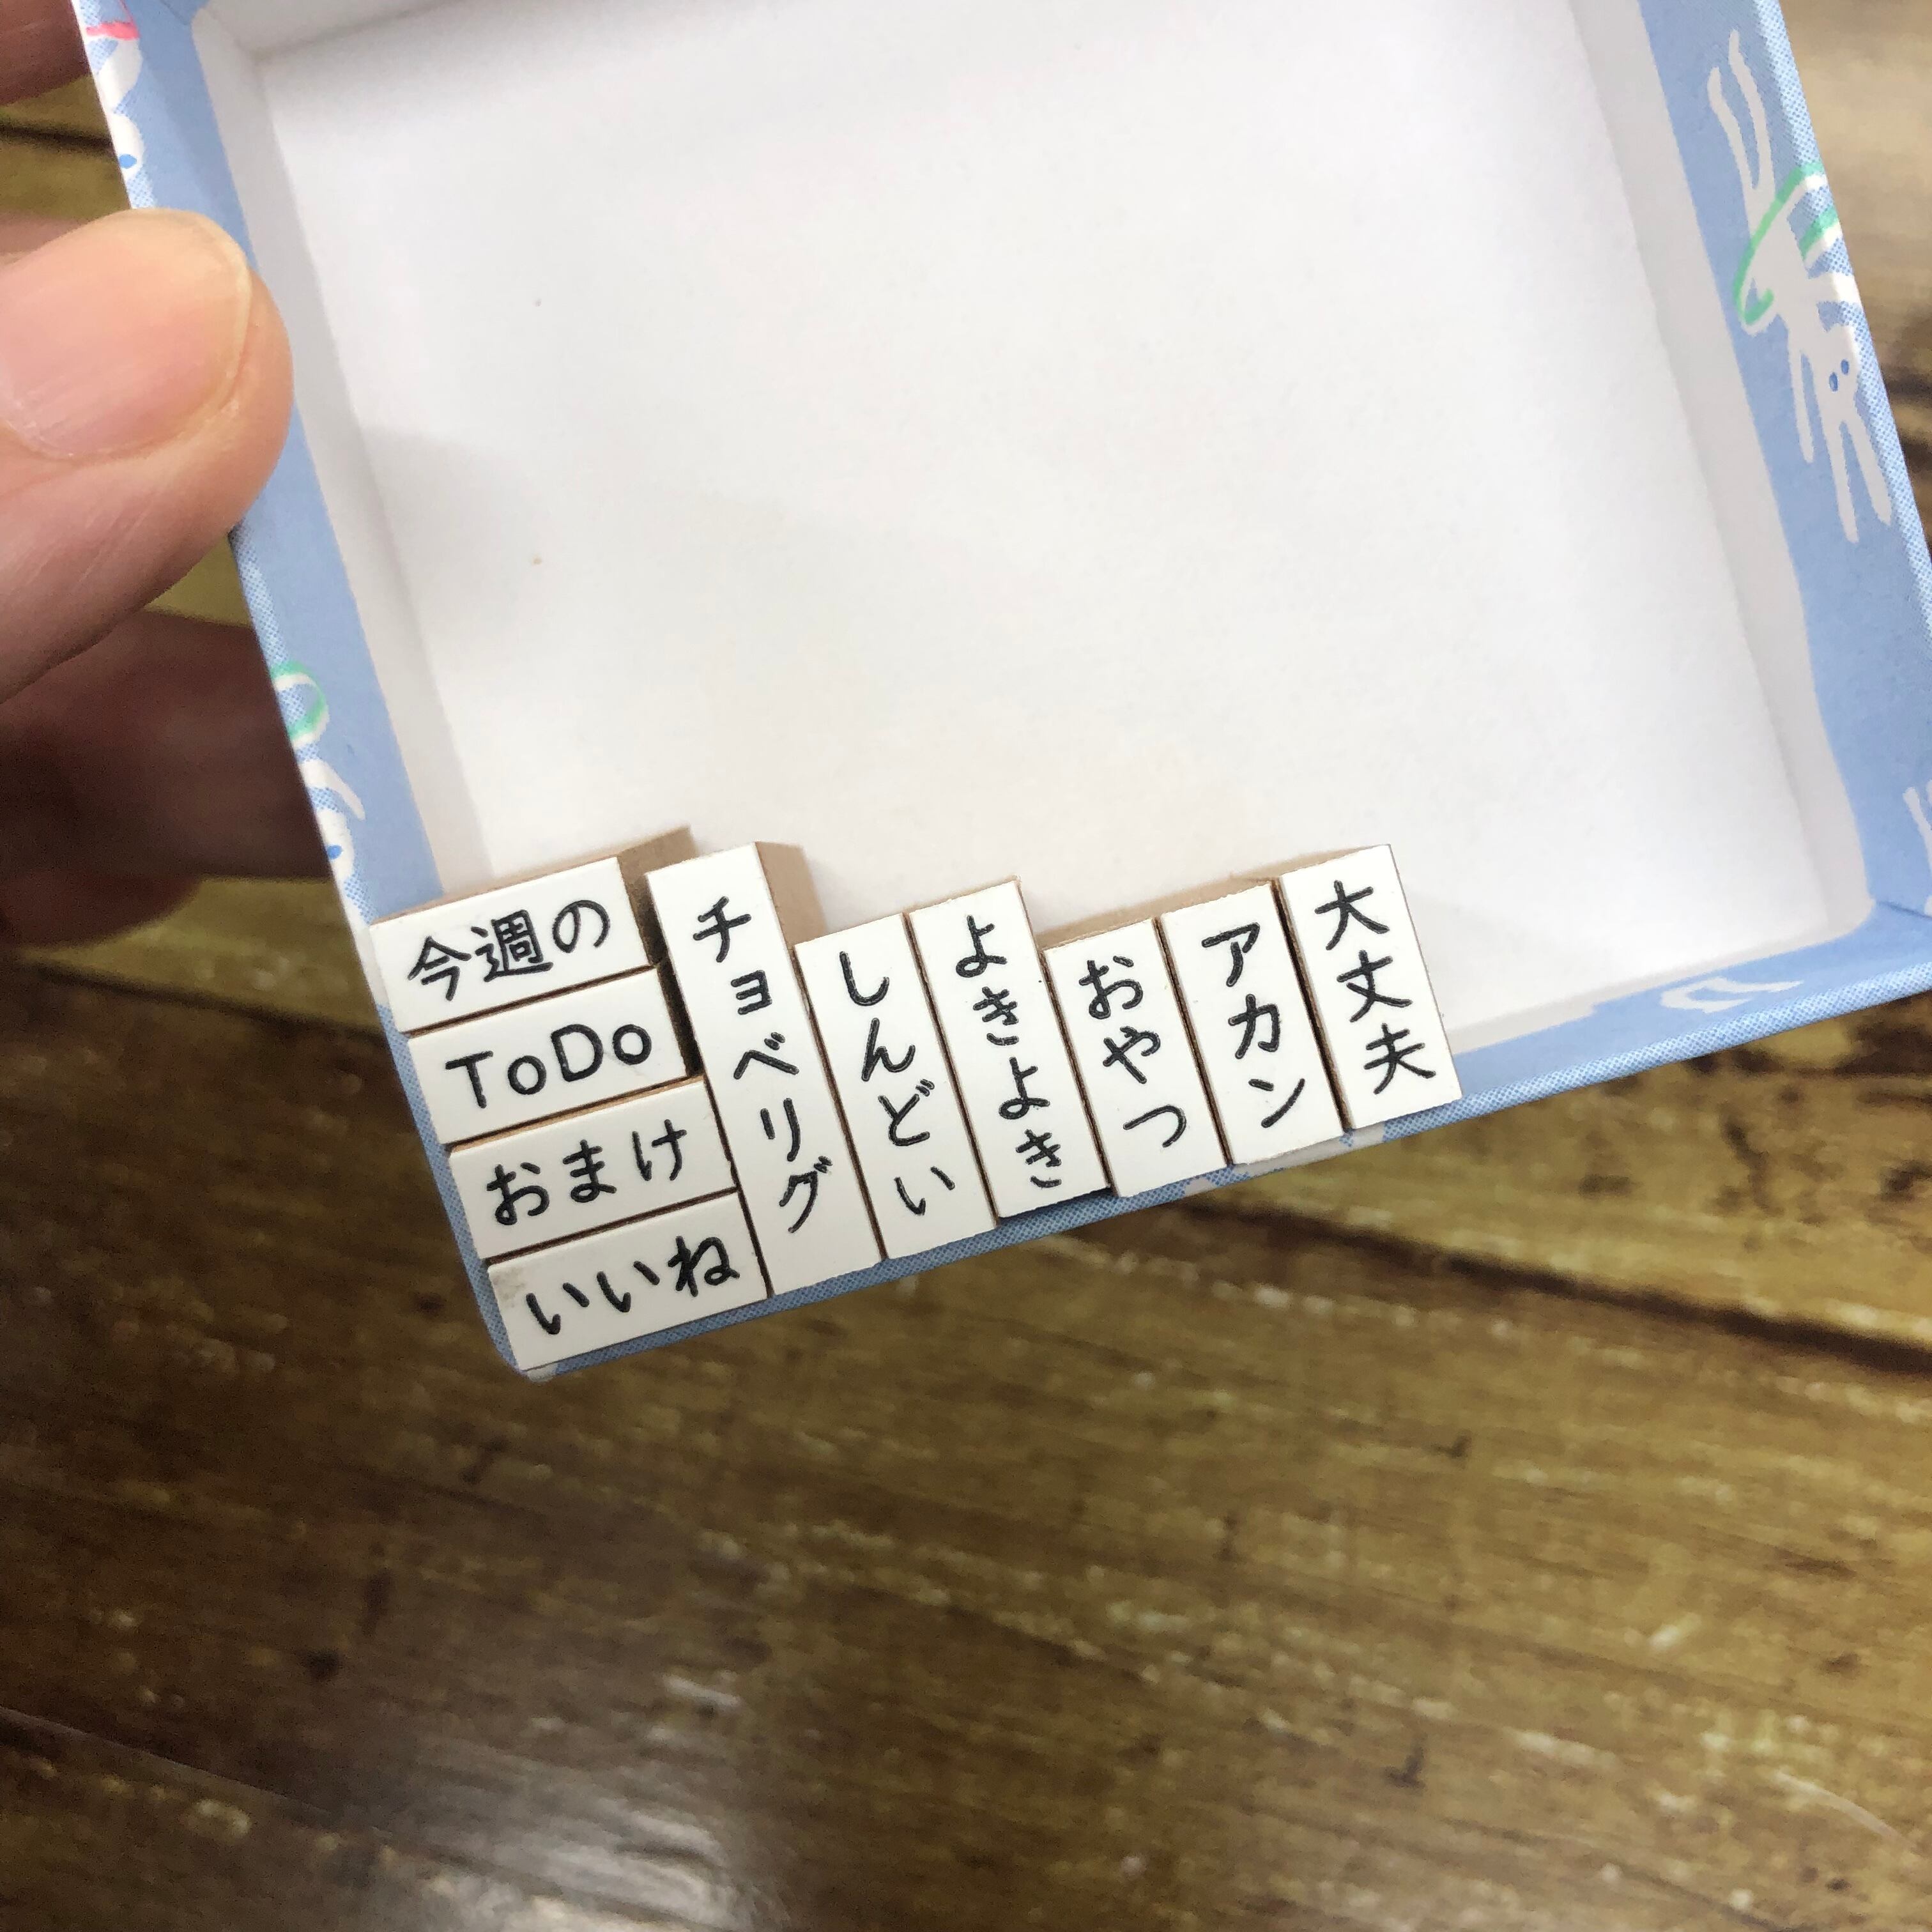 今週の
ToDo
おまけ
いいね
チョベリグ
しんどい
よきよき
おやつ
アカン
大丈夫